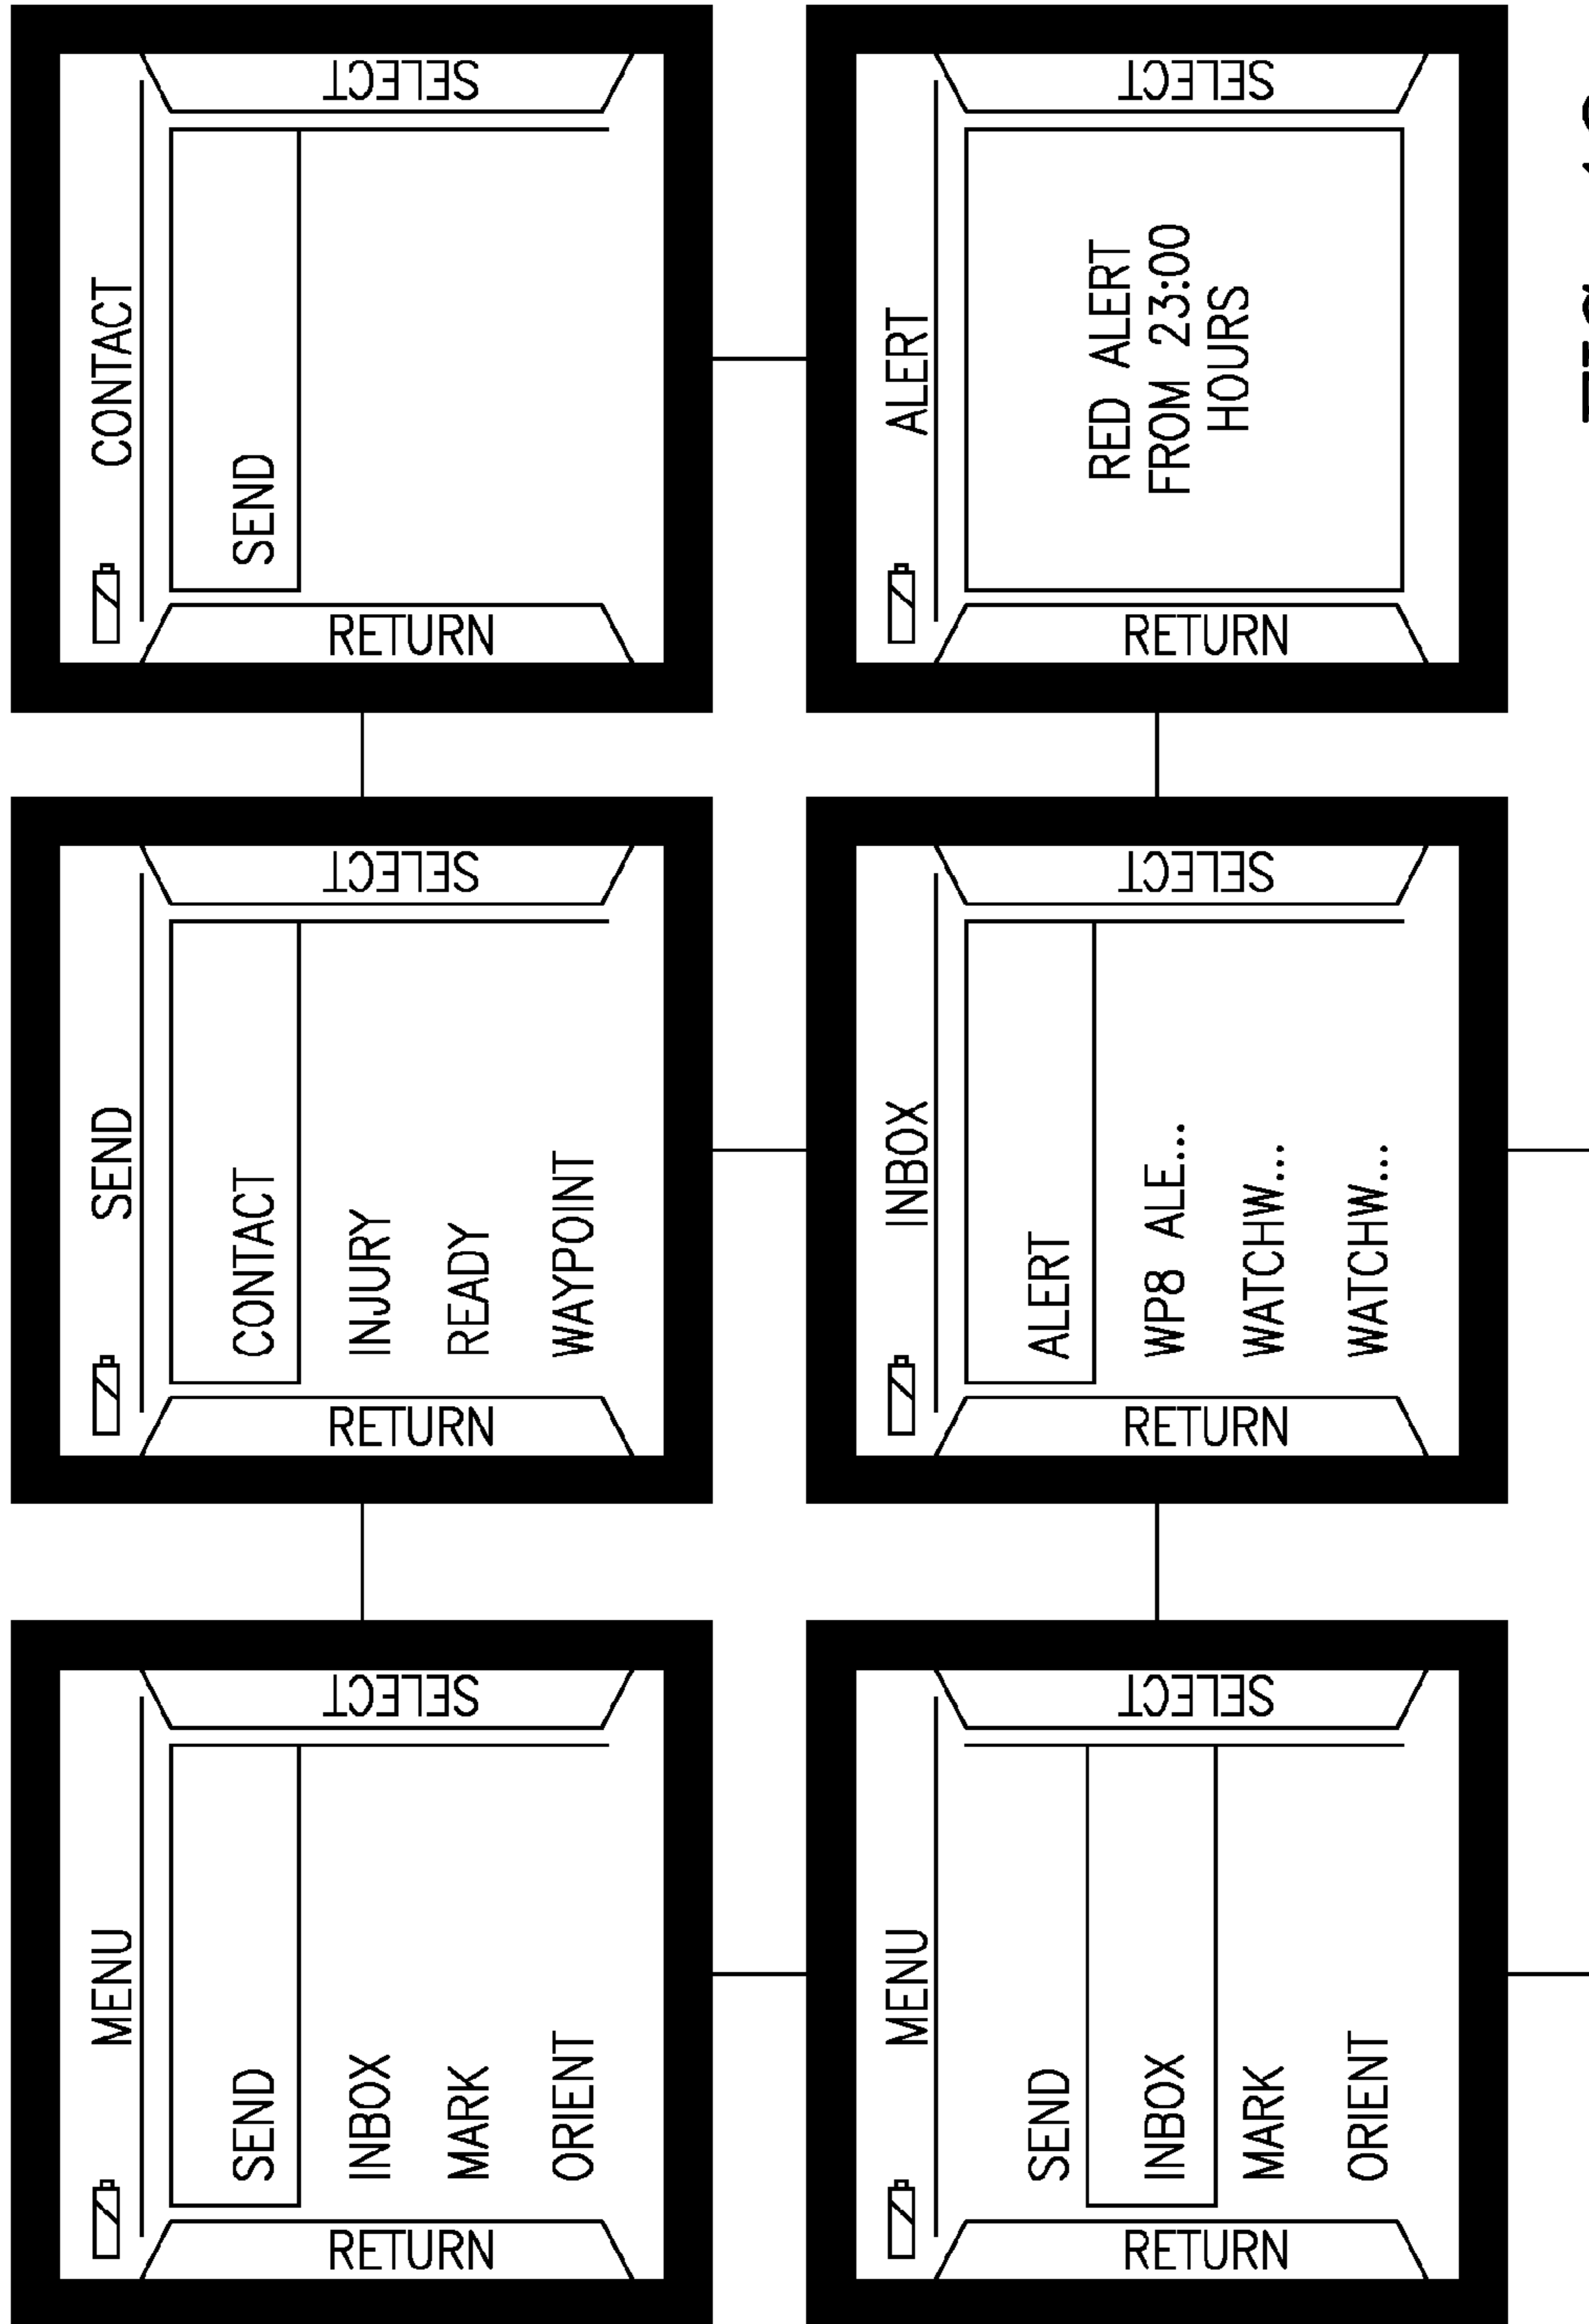 MENU
RETURN
SEND
INBOX
MARK
ORIENT
SELECT
SEND
RETURN
CONTACT
INJURY
READY
WAYPOINT
SELECT
CONTACT
RETURN
SEND
SELECT
MENU
RETURN
SEND
INBOX
MARK
ORIENT
SELECT
INBOX
RETURN
ALERT
WP8 ALE...
WATCHW...
WATCHW...
SELECT
ALERT
RETURN
RED ALERT
FROM 23:00
HOURS
SELECT